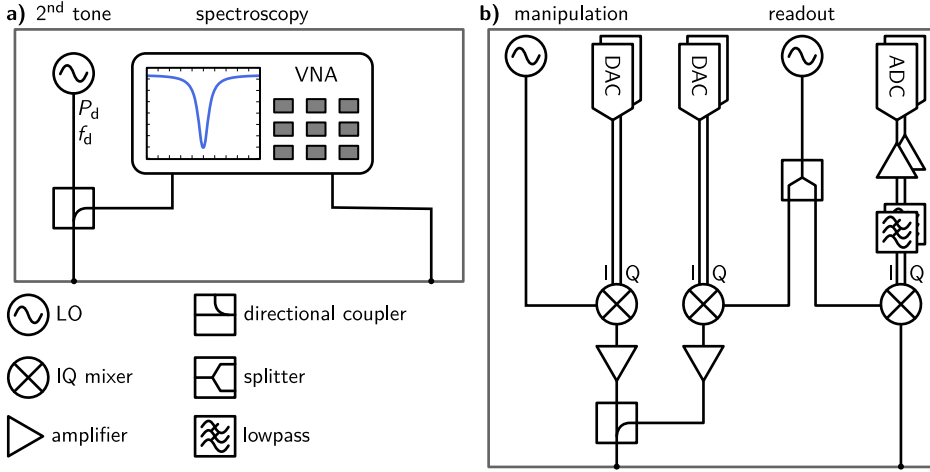 a) 2nd tone spectroscopy
VNA
Pd
fd
LO
directional coupler
IQ mixer
splitter
amplifier
lowpass
b) manipulation readout
DAC
DAC
ADC
I Q
I Q
I Q